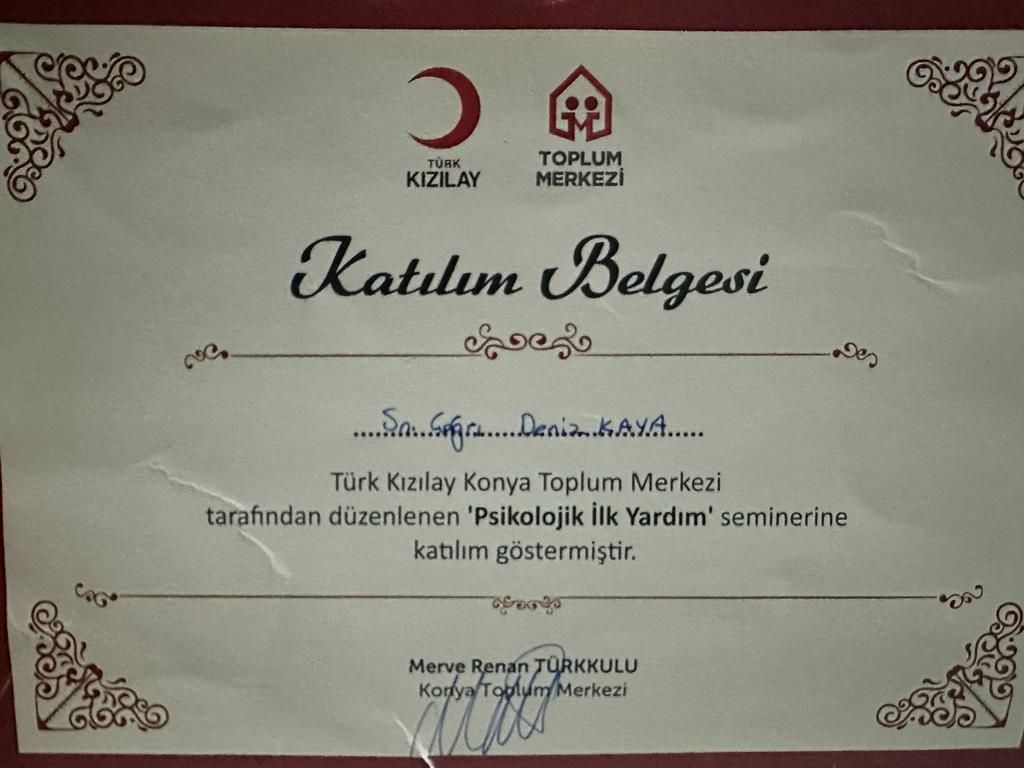 TÜRK
KIZILAY
TOPLUM
MERKEZİ
Katılım Belgesi
Sn. Çağrı Deniz KAYA
Türk Kızılay Konya Toplum Merkezi
tarafından düzenlenen 'Psikolojik İlk Yardım' seminerine
katılım göstermiştir.
Merve Renan TÜRKKULU
Konya Toplum Merkezi